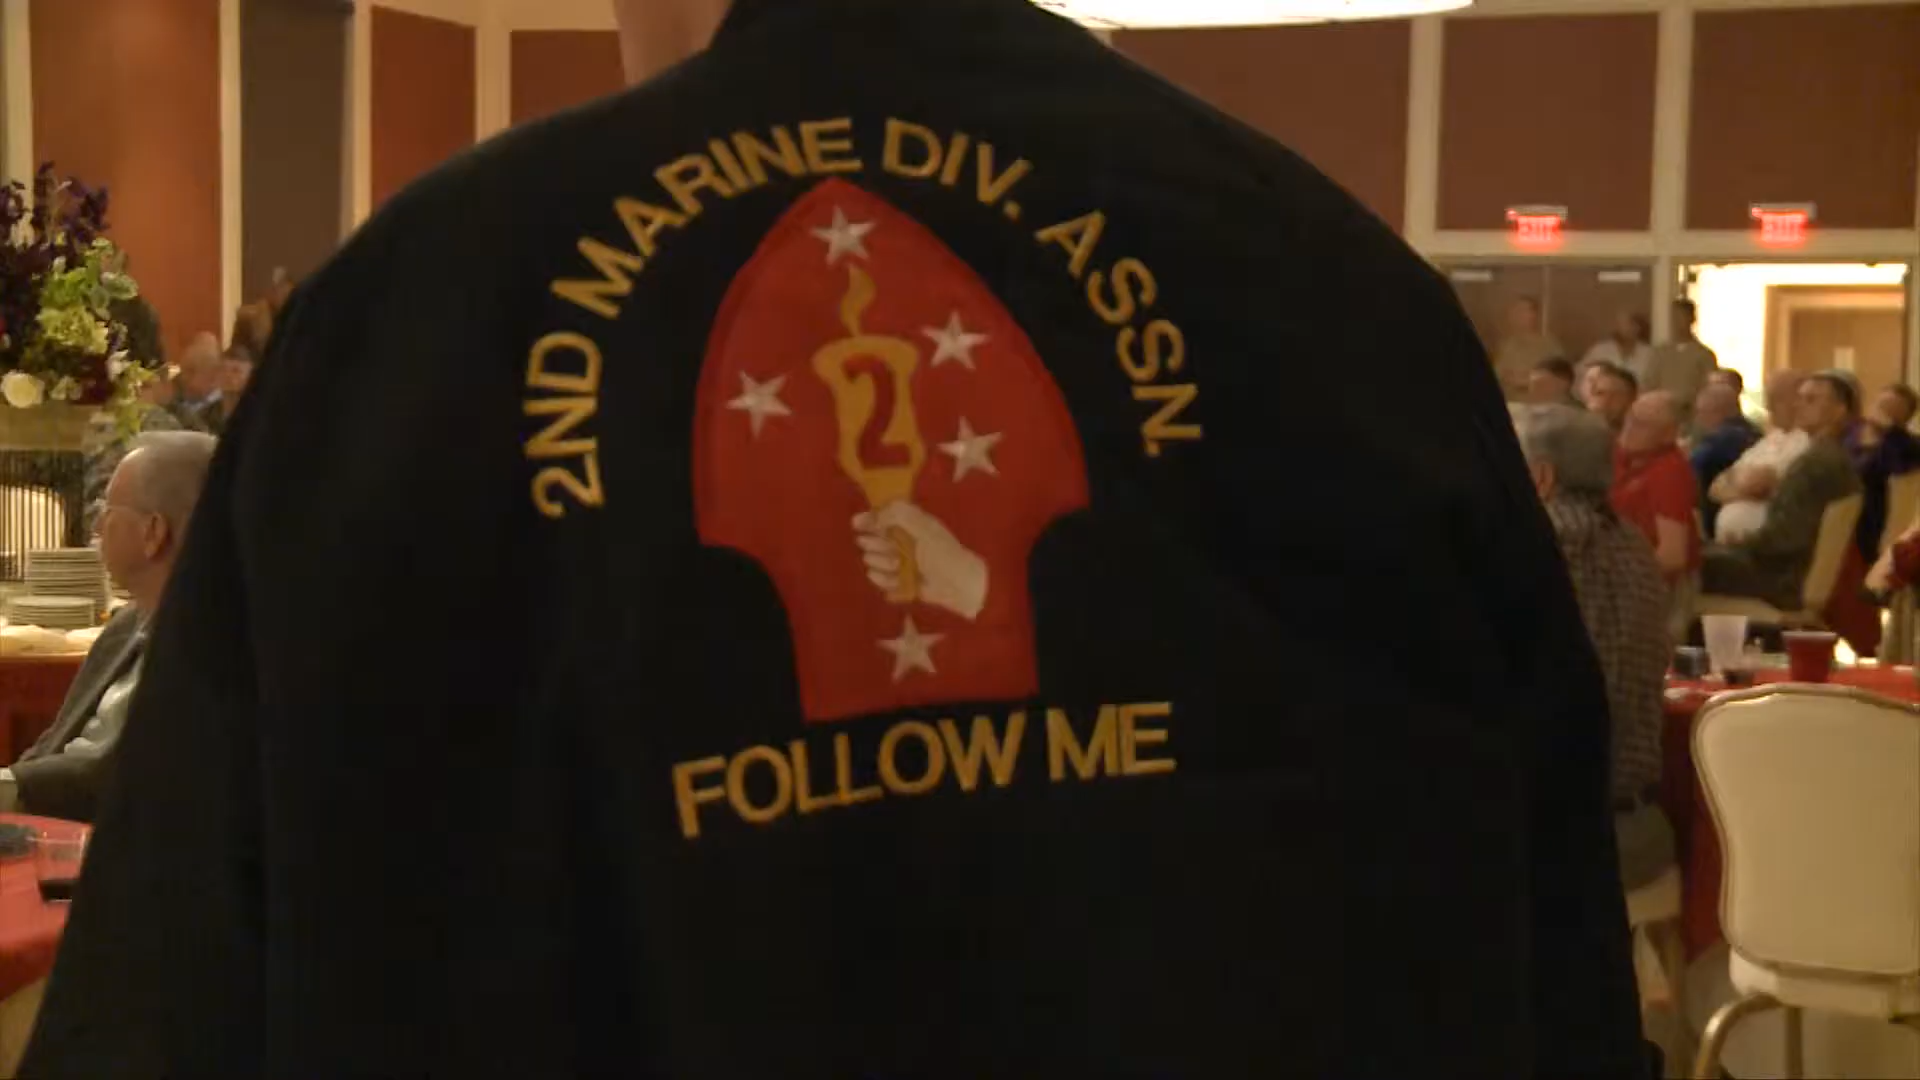 2ND MARINE DIV. ASSN.
2
FOLLOW ME
EXIT
EXIT